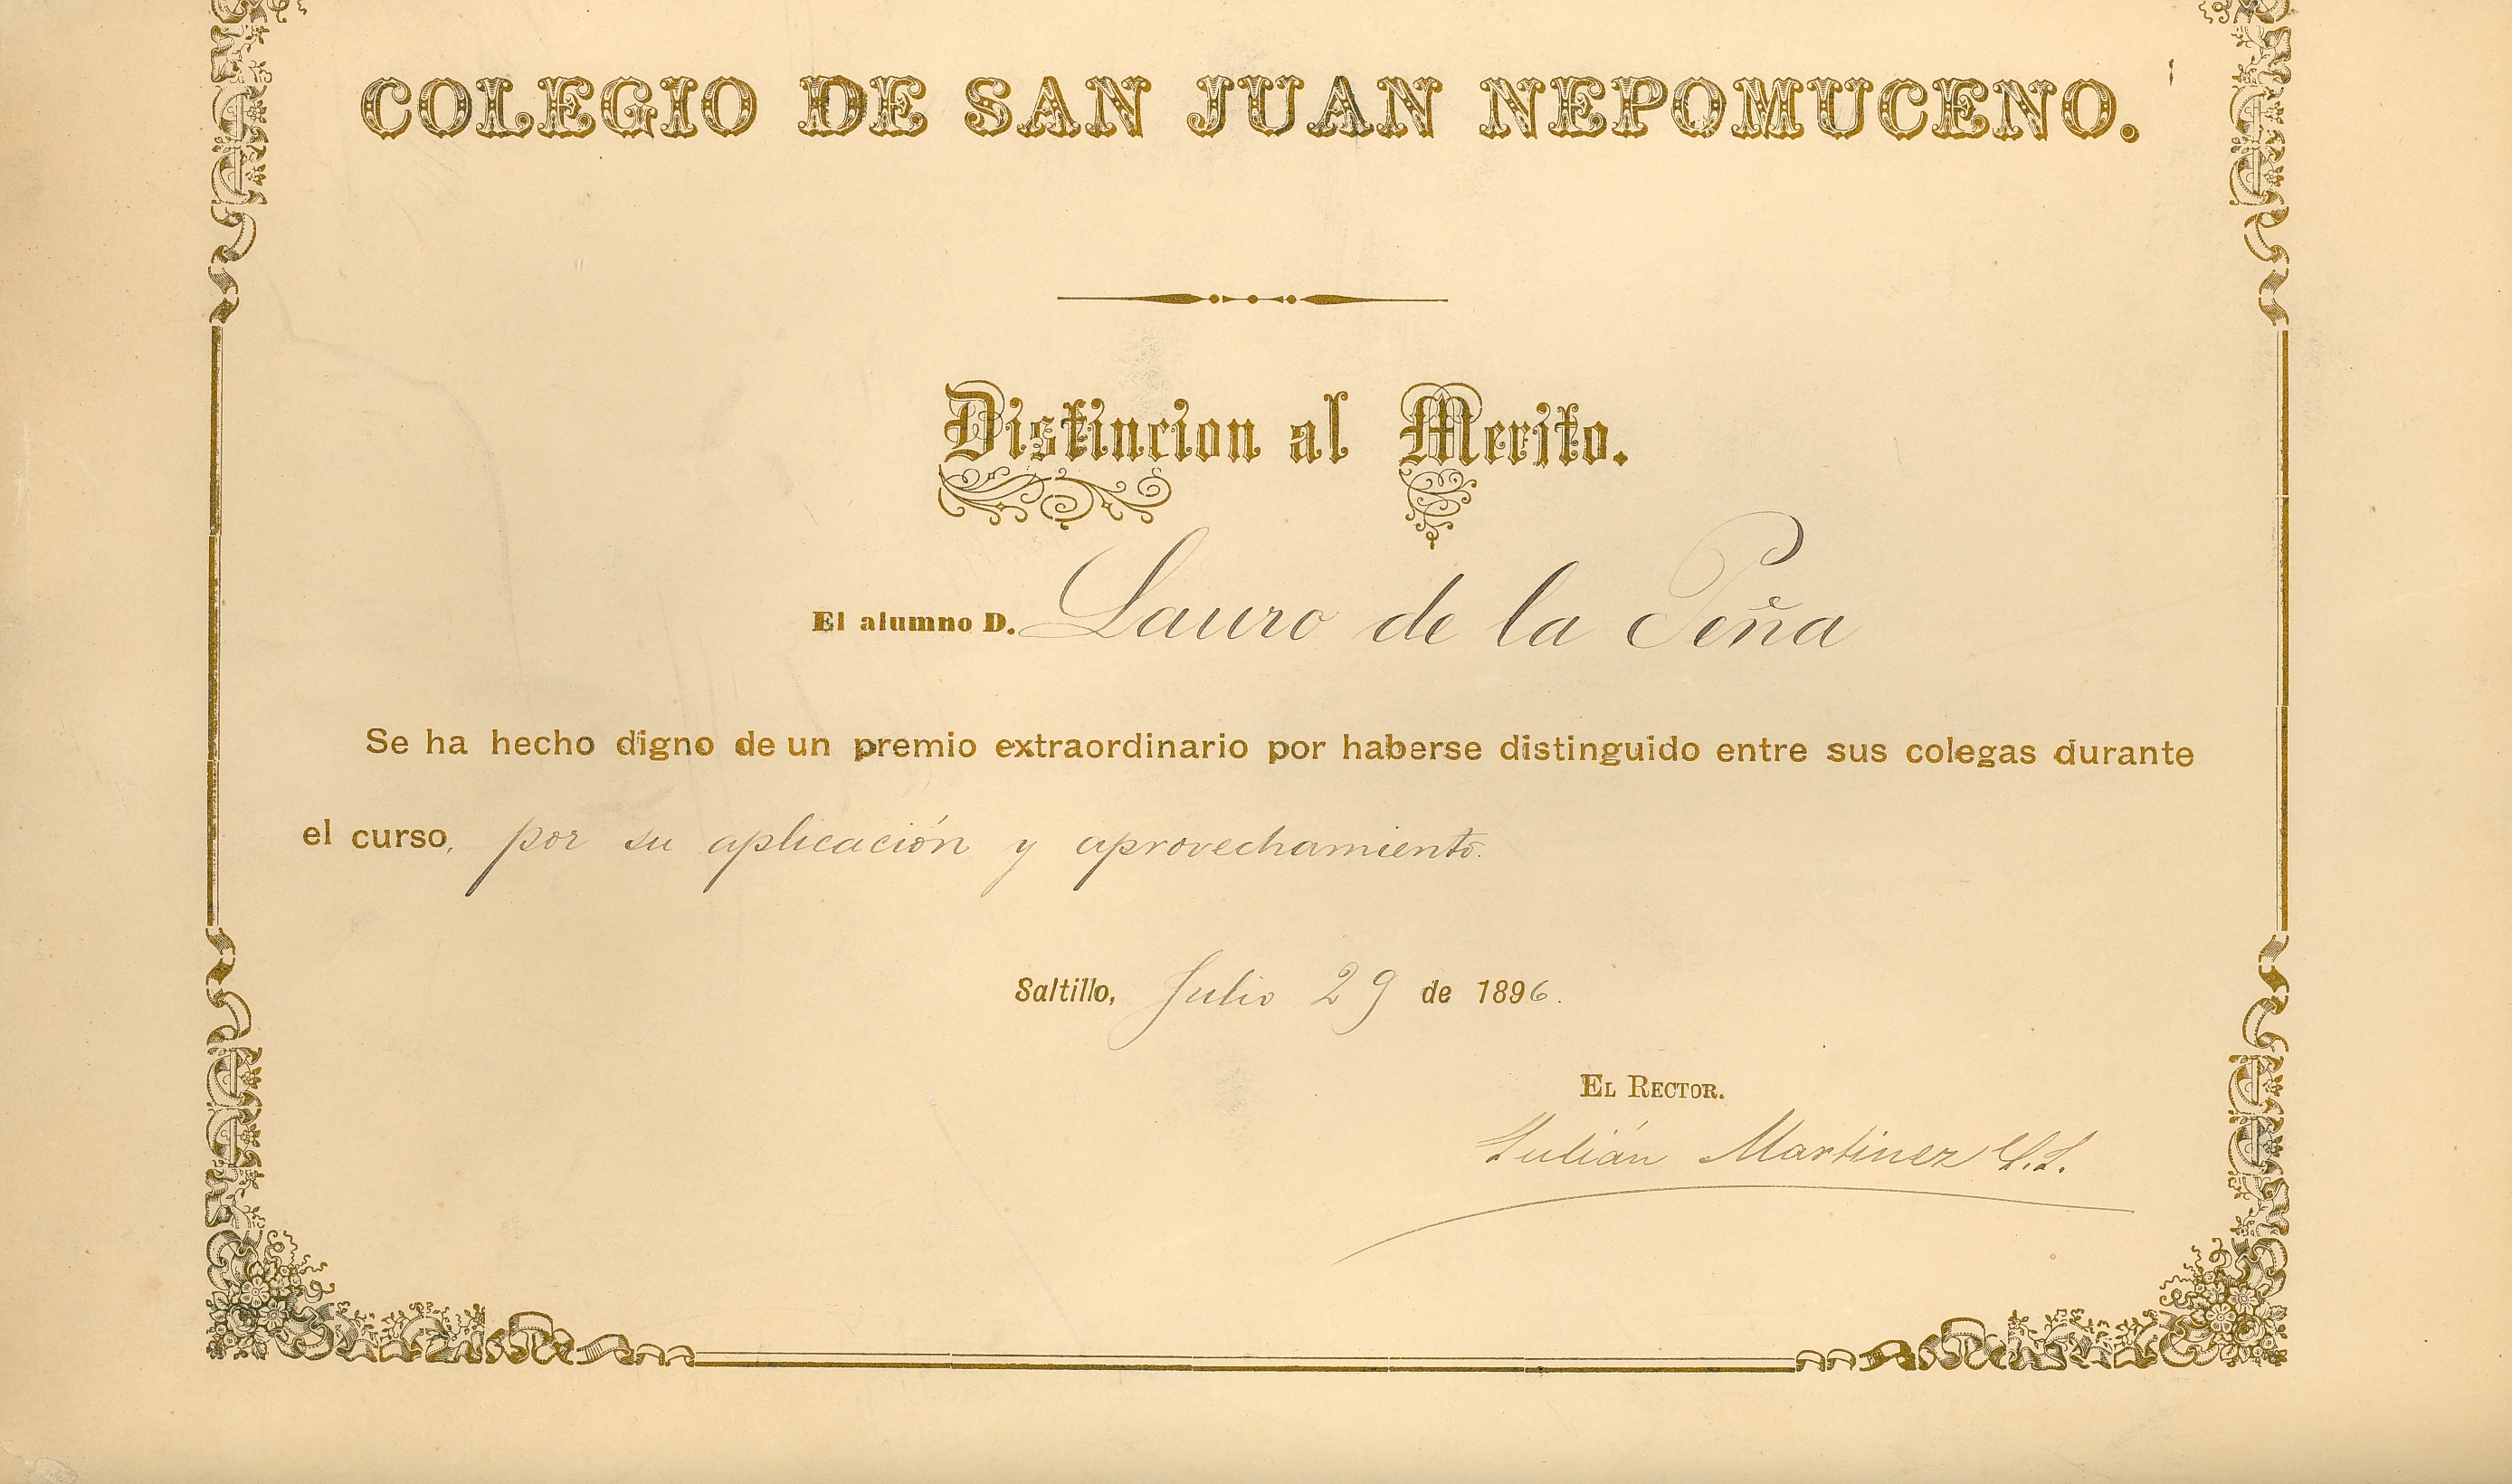 COLEGIO DE SAN JUAN NEPOMUCENO.
Distincion al Merito.
El alumno D. Lauro de la Peña
Se ha hecho digno de un premio extraordinario por haberse distinguido entre sus colegas durante
el curso, por su aplicación y aprovechamiento.
Saltillo, Julio 29 de 1896.
EL RECTOR.
Julián Martinez S.J.